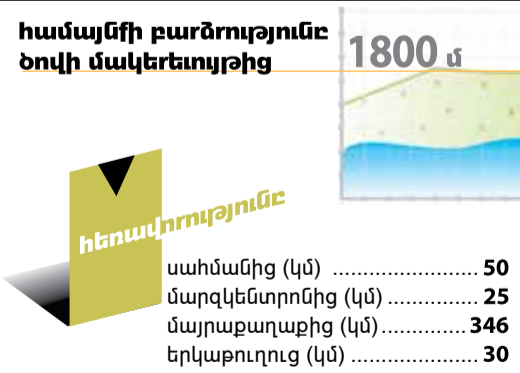 համայնքի բարձրությունը
ծովի մակերեւույթից
1800 մ
հեռավորությունը
սահմանից (կմ) ........................ 50
մարզկենտրոնից (կմ) ............... 25
մայրաքաղաքից (կմ).............. 346
երկաթուղուց (կմ) ..................... 30